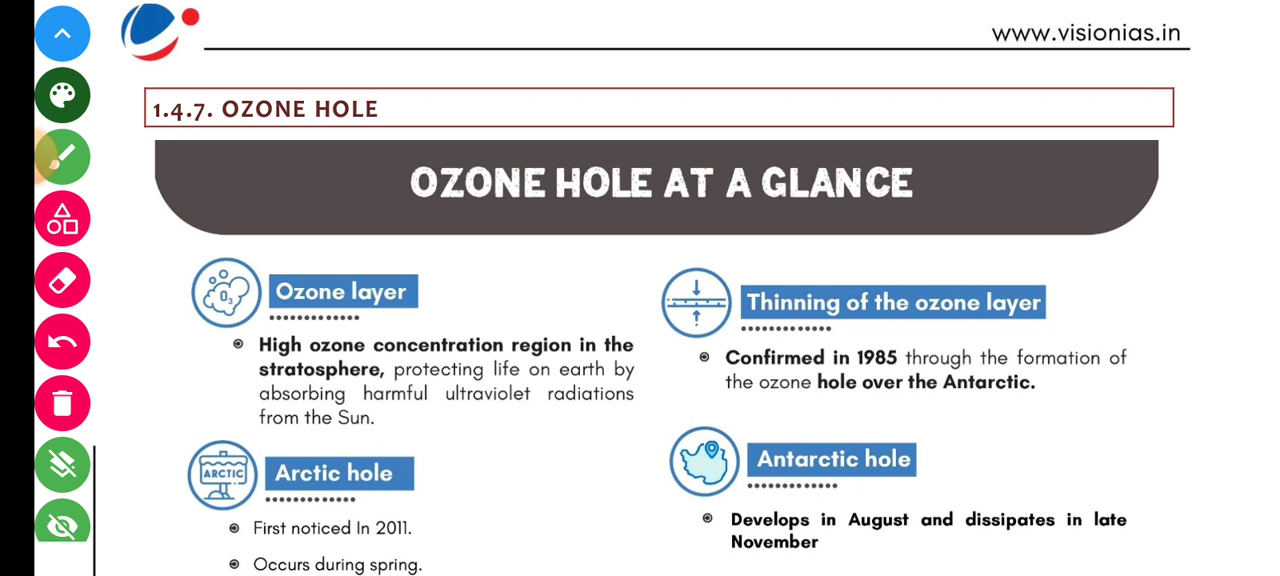 www.visionias.in
1.4.7. OZONE HOLE
OZONE HOLE AT A GLANCE
Ozone layer
High ozone concentration region in the
stratosphere, protecting life on earth by
absorbing harmful ultraviolet radiations
from the Sun.
Thinning of the ozone layer
Confirmed in 1985 through the formation of
the ozone hole over the Antarctic.
ARCTIC
Arctic hole
First noticed In 2011.
Occurs during spring.
Antarctic hole
Develops in August and dissipates in late
November
O3